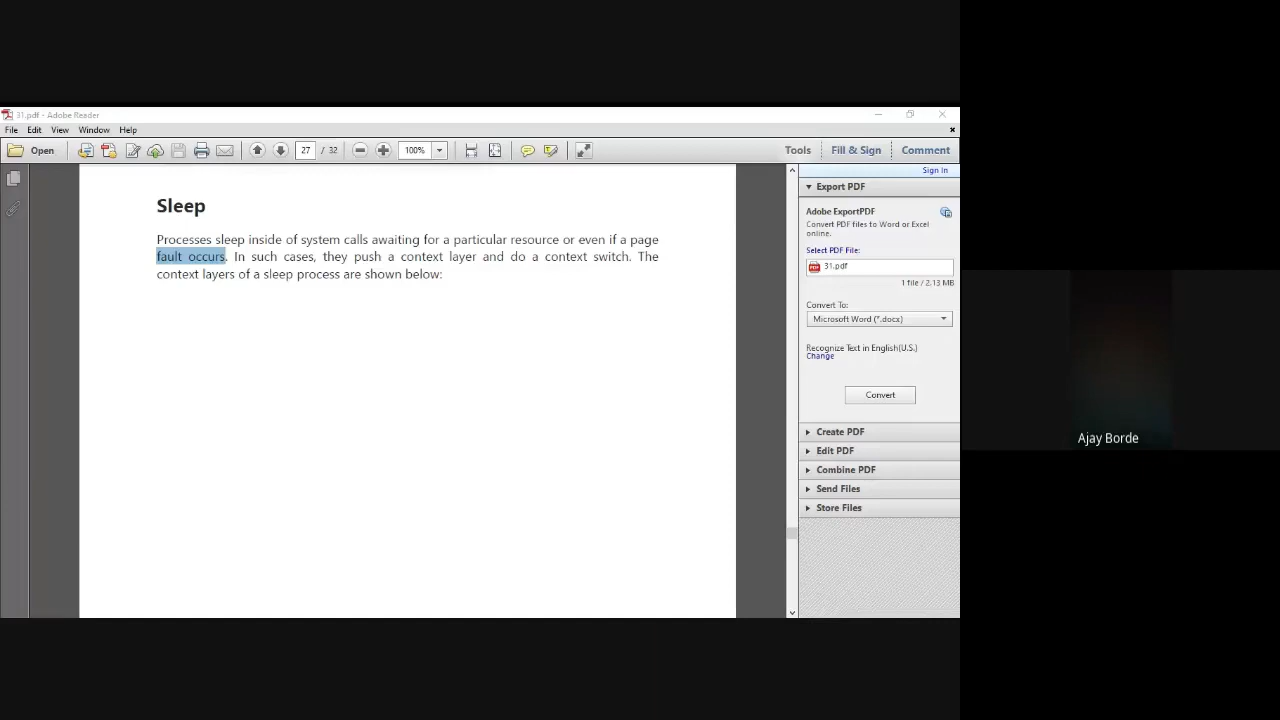 31.pdf - Adobe Reader
File Edit View Window Help
Open 27 / 32 100% Tools Fill & Sign Comment
Sign In
Sleep
Processes sleep inside of system calls awaiting for a particular resource or even if a page
fault occurs. In such cases, they push a context layer and do a context switch. The
context layers of a sleep process are shown below:
Export PDF
Adobe ExportPDF
Convert PDF files to Word or Excel
online.
Select PDF File:
31.pdf
1 file / 2.13 MB
Convert To:
Microsoft Word (*.docx)
Recognize Text in English(U.S.)
Change
Convert
Create PDF
Edit PDF
Combine PDF
Send Files
Store Files
Ajay Borde